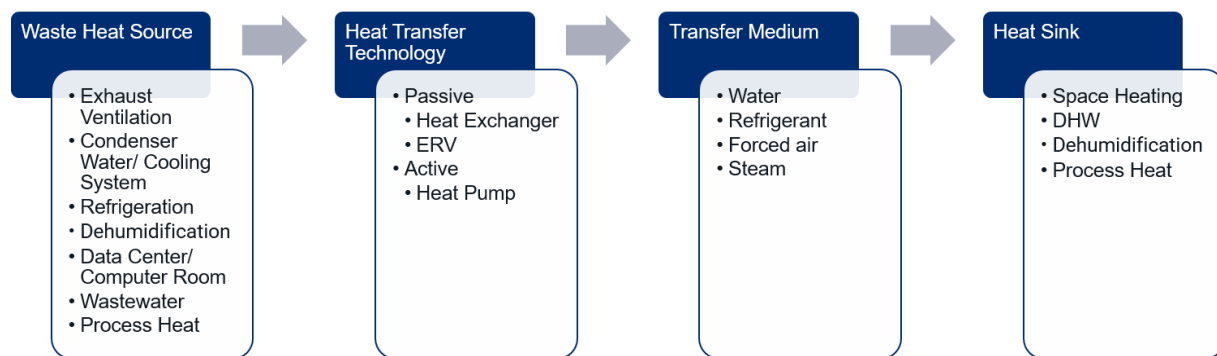 Waste Heat Source
• Exhaust
Ventilation
• Condenser
Water/ Cooling
System
• Refrigeration
• Dehumidification
• Data Center/
Computer Room
• Wastewater
• Process Heat
Heat Transfer
Technology
• Passive
• Heat Exchanger
• ERV
• Active
• Heat Pump
Transfer Medium
• Water
• Refrigerant
• Forced air
• Steam
Heat Sink
• Space Heating
• DHW
• Dehumidification
• Process Heat